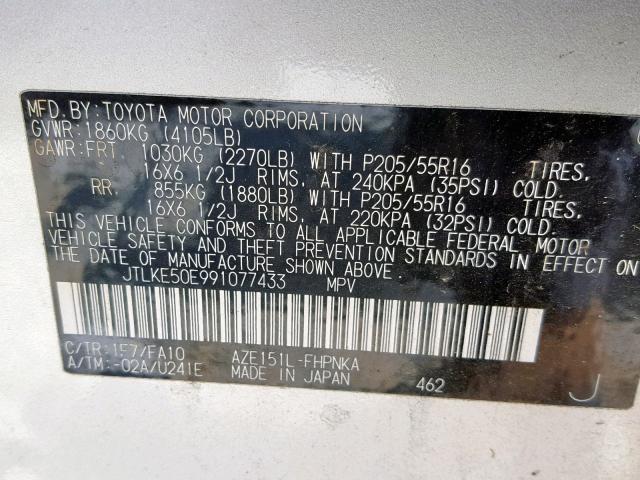 MFD.BY:TOYOTA MOTOR CORPORATION
GVWR:1860KG (4105LB)
GAWR:FRT. 1030KG (2270LB) WITH P205/55R16 TIRES,
16X6 1/2J RIMS, AT 240KPA (35PSI) COLD.
RR. 855KG (1880LB) WITH P205/55R16 TIRES,
16X6 1/2J RIMS, AT 220KPA (32PSI) COLD.
THIS VEHICLE CONFORMS TO ALL APPLICABLE FEDERAL MOTOR
VEHICLE SAFETY AND THEFT PREVENTION STANDARDS IN EFFECT ON
THE DATE OF MANUFACTURE SHOWN ABOVE.
JTLKE50E991077433 MPV
C/TR:1F7/FA10 AZE151L-FHPNKA
A/TM:-02A/U241E MADE IN JAPAN 462 J